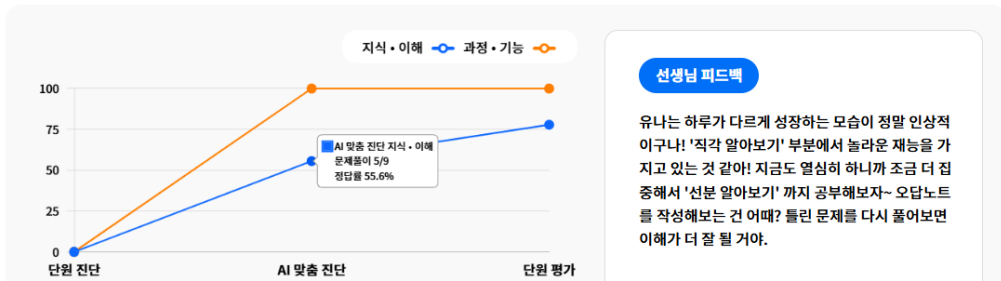 지식 • 이해 과정 • 기능
100
75
50
25
0
단원 진단 AI 맞춤 진단 단원 평가
AI 맞춤 진단 지식 • 이해
문제풀이 5/9
정답률 55.6%
선생님 피드백
유나는 하루가 다르게 성장하는 모습이 정말 인상적
이구나! '직각 알아보기' 부분에서 놀라운 재능을 가
지고 있는 것 같아! 지금도 열심히 하니까 조금 더 집
중해서 '선분 알아보기' 까지 공부해보자~ 오답노트
를 작성해보는 건 어때? 틀린 문제를 다시 풀어보면
이해가 더 잘 될 거야.